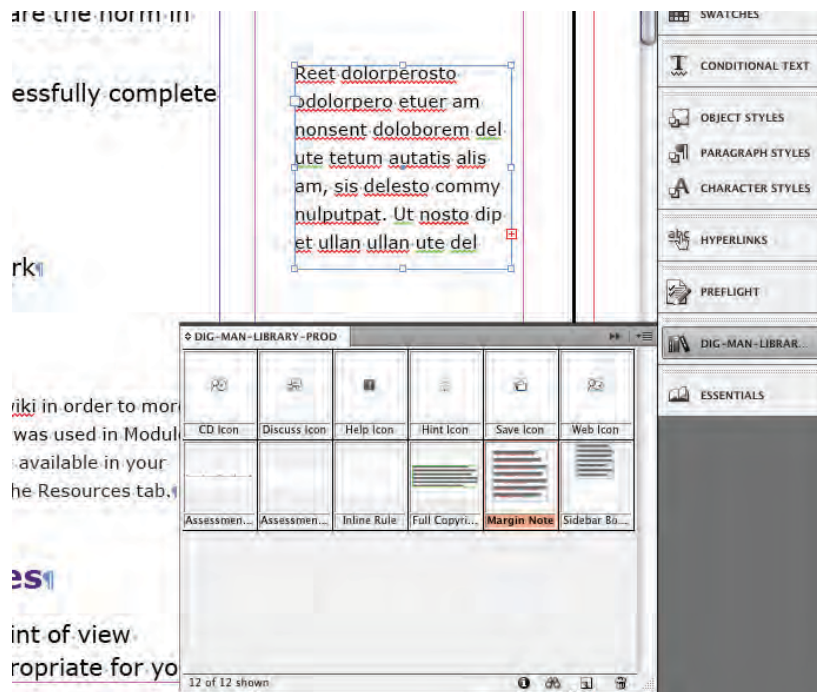 are the norm in
essfully complete
Reet dolorperosto
odolorpero etuer am
nonsent doloborem del
ute tetum autatis alis
am, sis delesto commy
nulputpat. Ut nosto dip
et ullan ullan ute del
rk¶
viki in order to more
was used in Module
available in your
he Resources tab.¶
es¶
int of view
ropriate for yo
SWATCHES
CONDITIONAL TEXT
OBJECT STYLES
PARAGRAPH STYLES
CHARACTER STYLES
HYPERLINKS
PREFLIGHT
DIG-MAN-LIBRAR...
ESSENTIALS
DIG-MAN-LIBRARY-PROD
CD Icon Discuss Icon Help Icon Hint Icon Save Icon Web Icon
Assessmen... Assessmen... Inline Rule Full Copyri... Margin Note Sidebar Bo...
12 of 12 shown